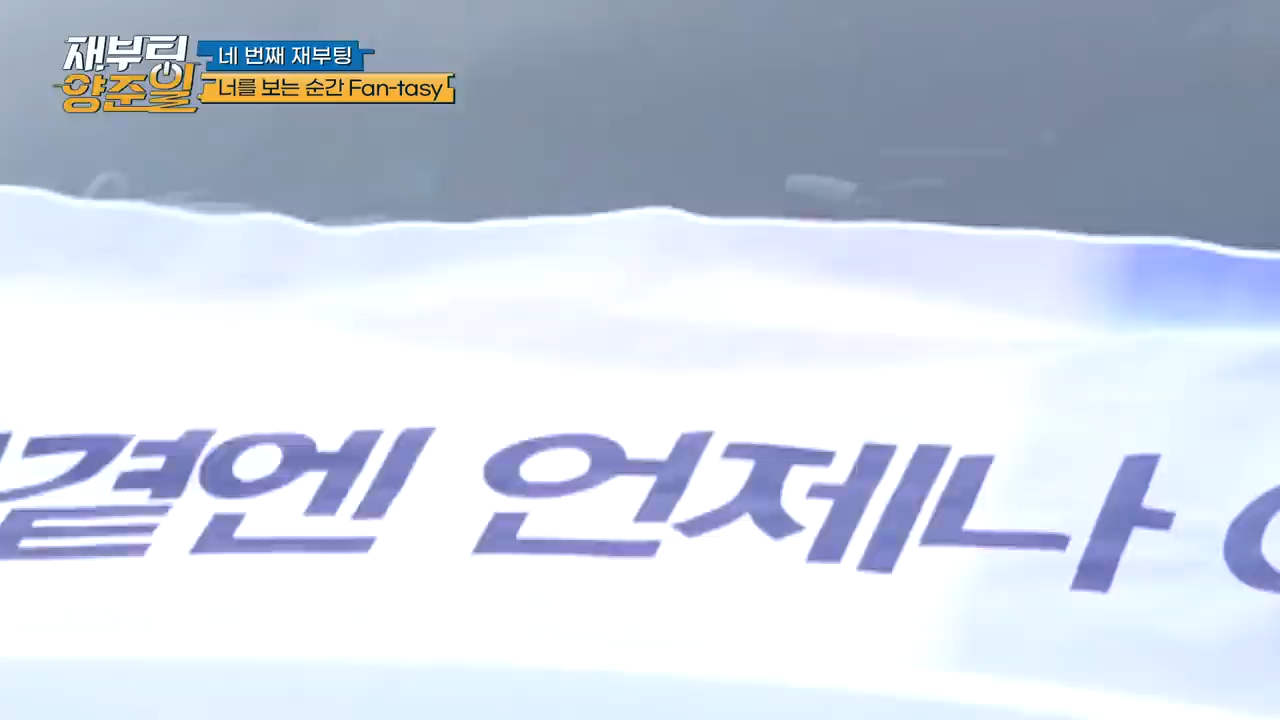 재부팅
양준일
네 번째 재부팅
너를 보는 순간 Fan-tasy
곁엔 언제나